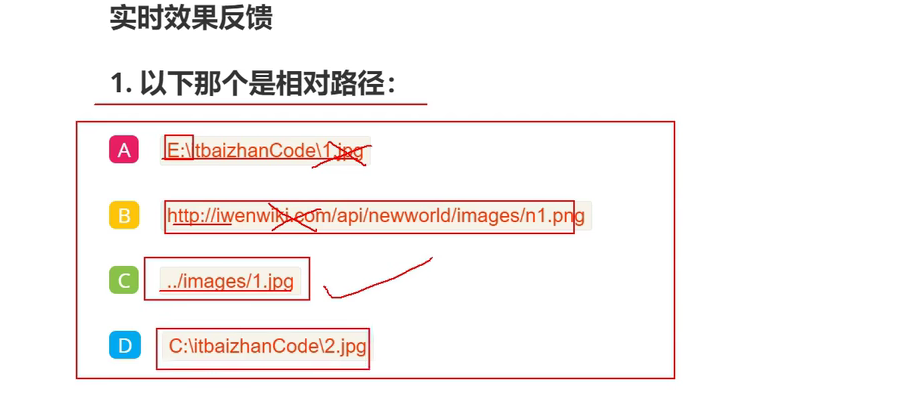 实时效果反馈
1. 以下那个是相对路径：
A E:\itbaizhanCode\1.jpg
B http://iwenwiki.com/api/newworld/images/n1.png
C ../images/1.jpg
D C:\itbaizhanCode\2.jpg